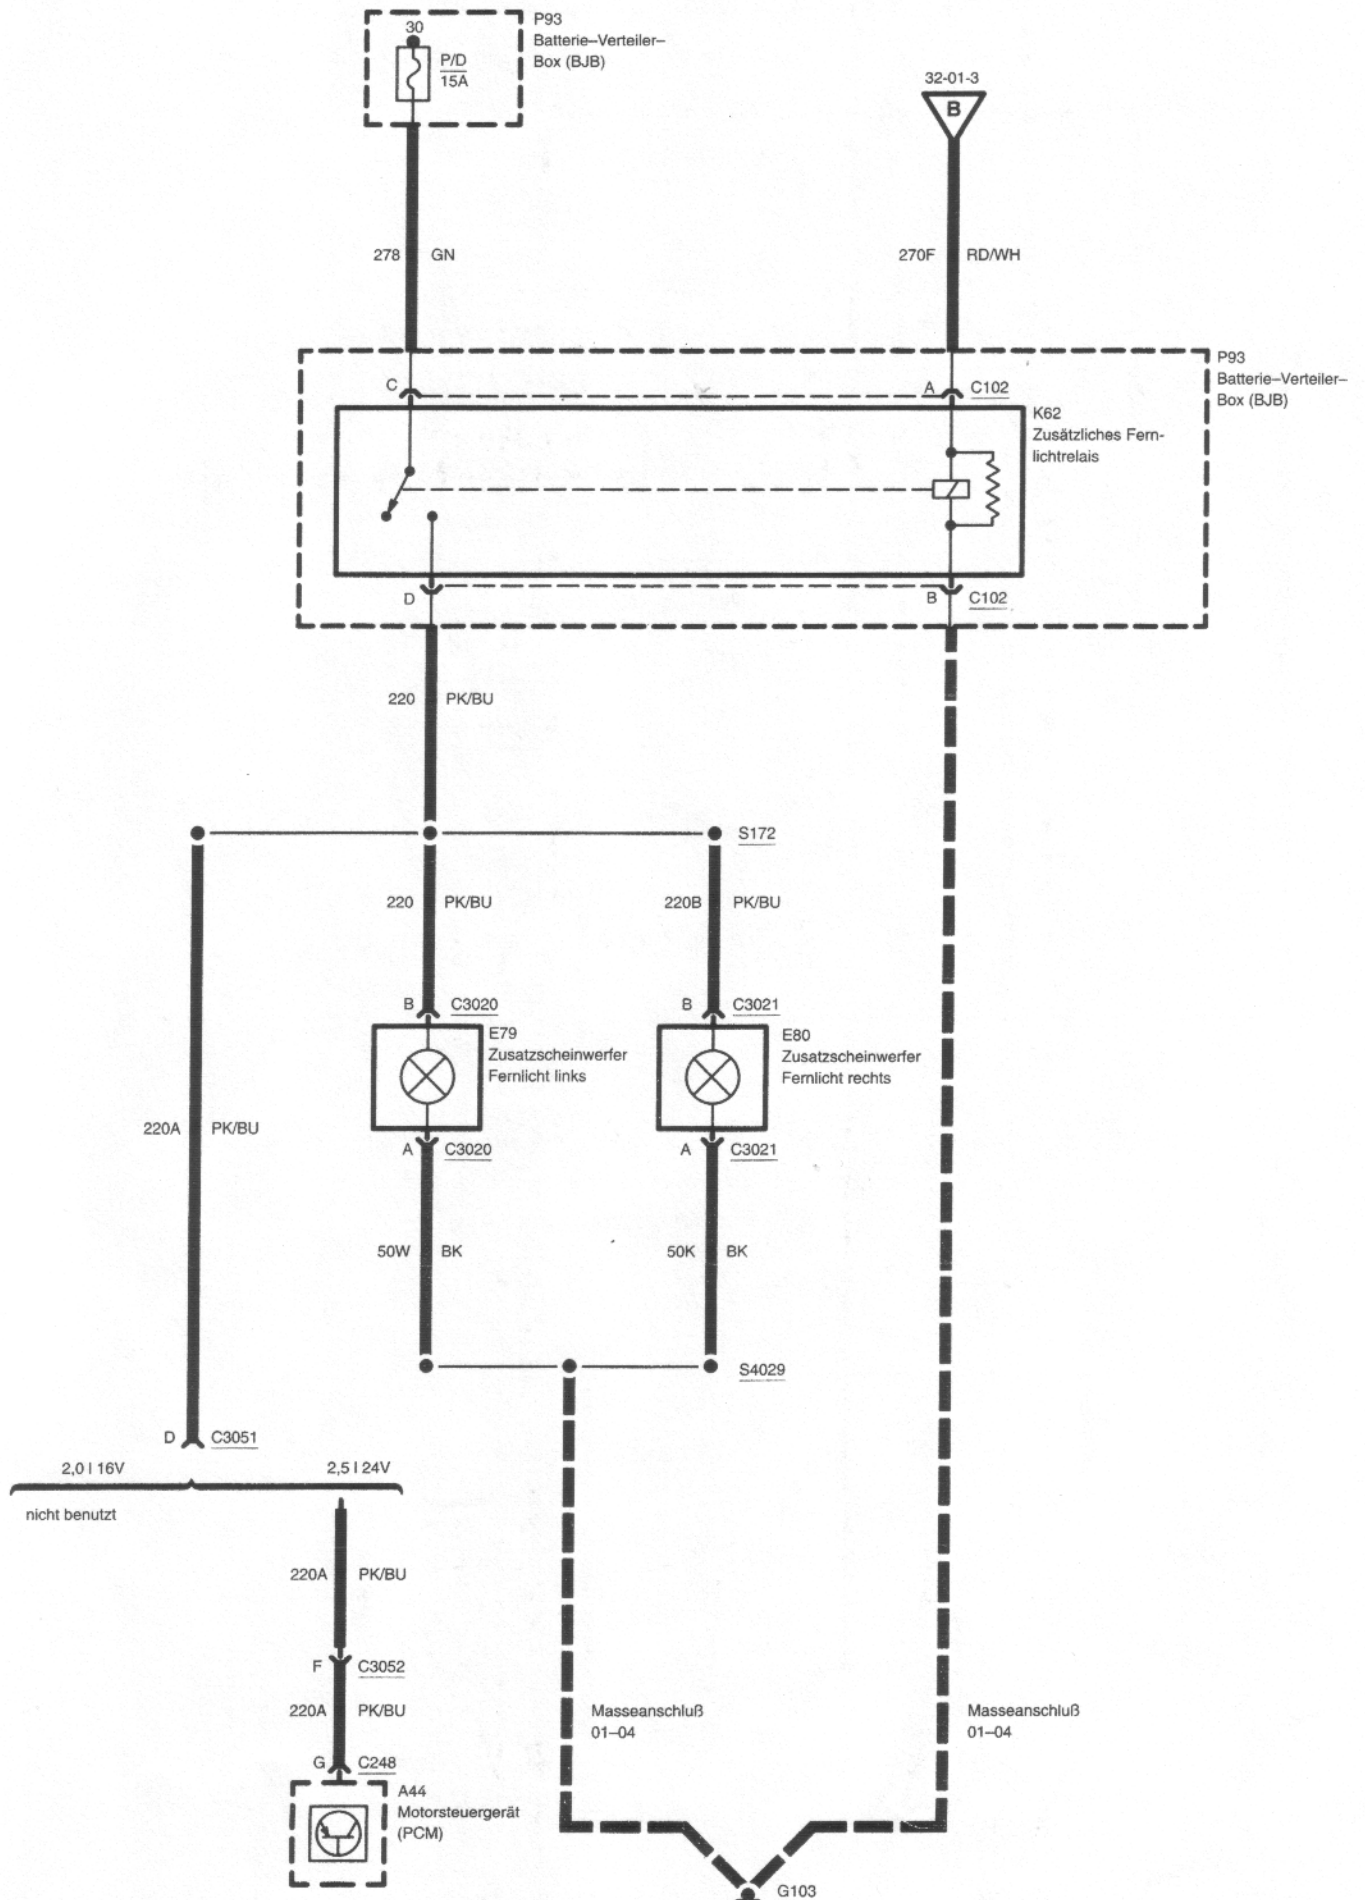 30
P/D
15A
P93
Batterie–Verteiler–
Box (BJB)
32-01-3
B
278 GN
270F RD/WH
P93
Batterie–Verteiler–
Box (BJB)
C
A C102
K62
Zusätzliches Fern-
lichtrelais
D
B C102
220 PK/BU
S172
220 PK/BU
220B PK/BU
B C3020
B C3021
E79
Zusatzscheinwerfer
Fernlicht links
E80
Zusatzscheinwerfer
Fernlicht rechts
220A PK/BU
A C3020
A C3021
50W BK
50K BK
S4029
D C3051
2,0 l 16V
2,5 l 24V
nicht benutzt
220A PK/BU
F C3052
220A PK/BU
G C248
A44
Motorsteuergerät
(PCM)
Masseanschluß
01–04
Masseanschluß
01–04
G103